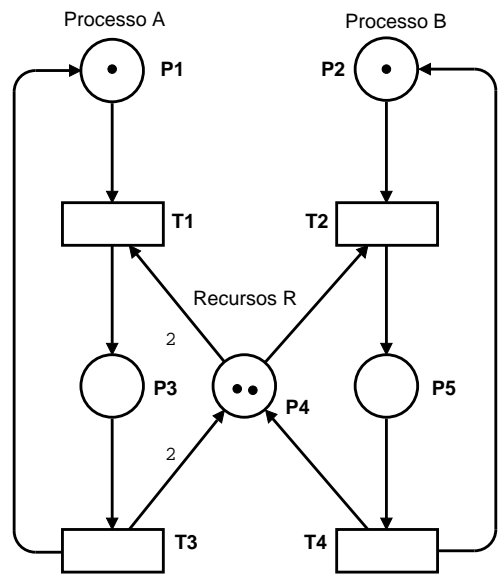 Processo A
Processo B
P1
P2
T1
T2
Recursos R
2
P3
P4
P5
2
T3
T4